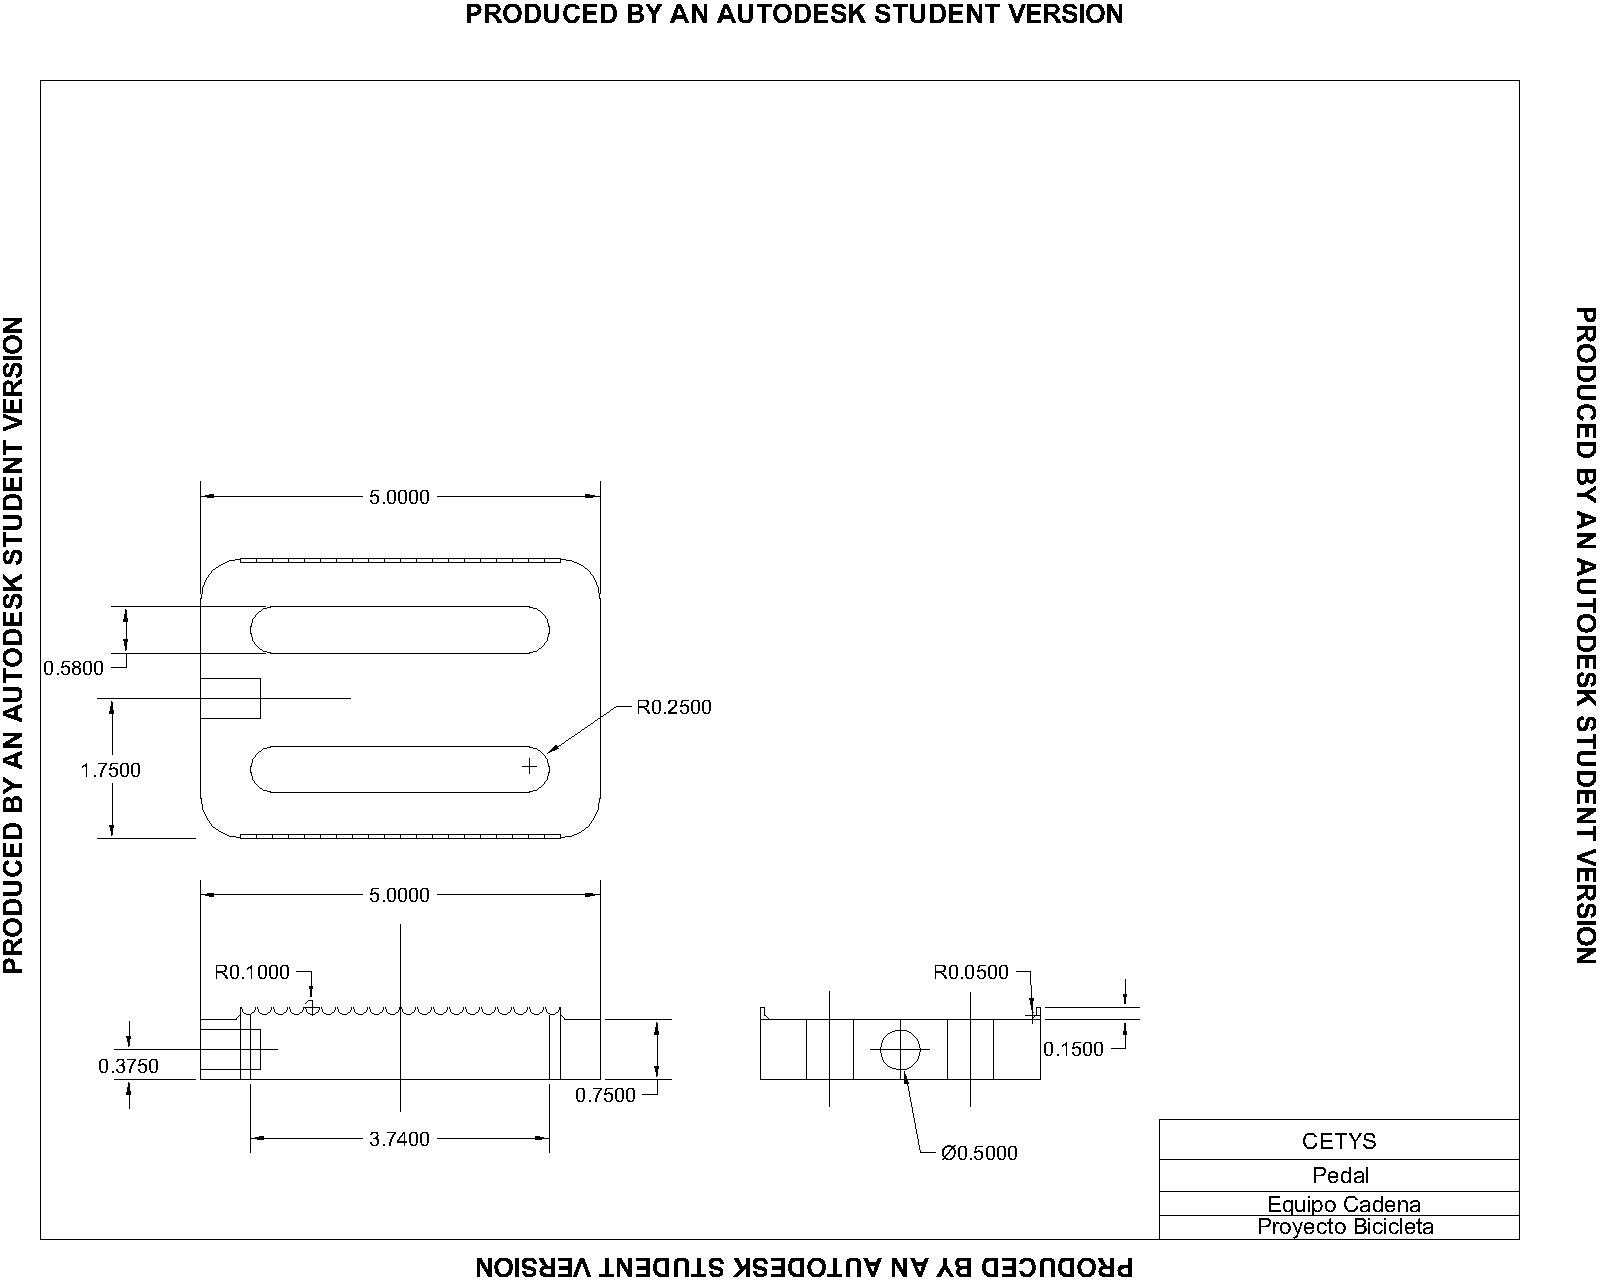 PRODUCED BY AN AUTODESK STUDENT VERSION
PRODUCED BY AN AUTODESK STUDENT VERSION
PRODUCED BY AN AUTODESK STUDENT VERSION
5.0000
0.5800
R0.2500
1.7500
5.0000
R0.1000
R0.0500
0.3750
0.1500
0.7500
3.7400
Ø0.5000
CETYS
Pedal
Equipo Cadena
Proyecto Bicicleta
PRODUCED BY AN AUTODESK STUDENT VERSION